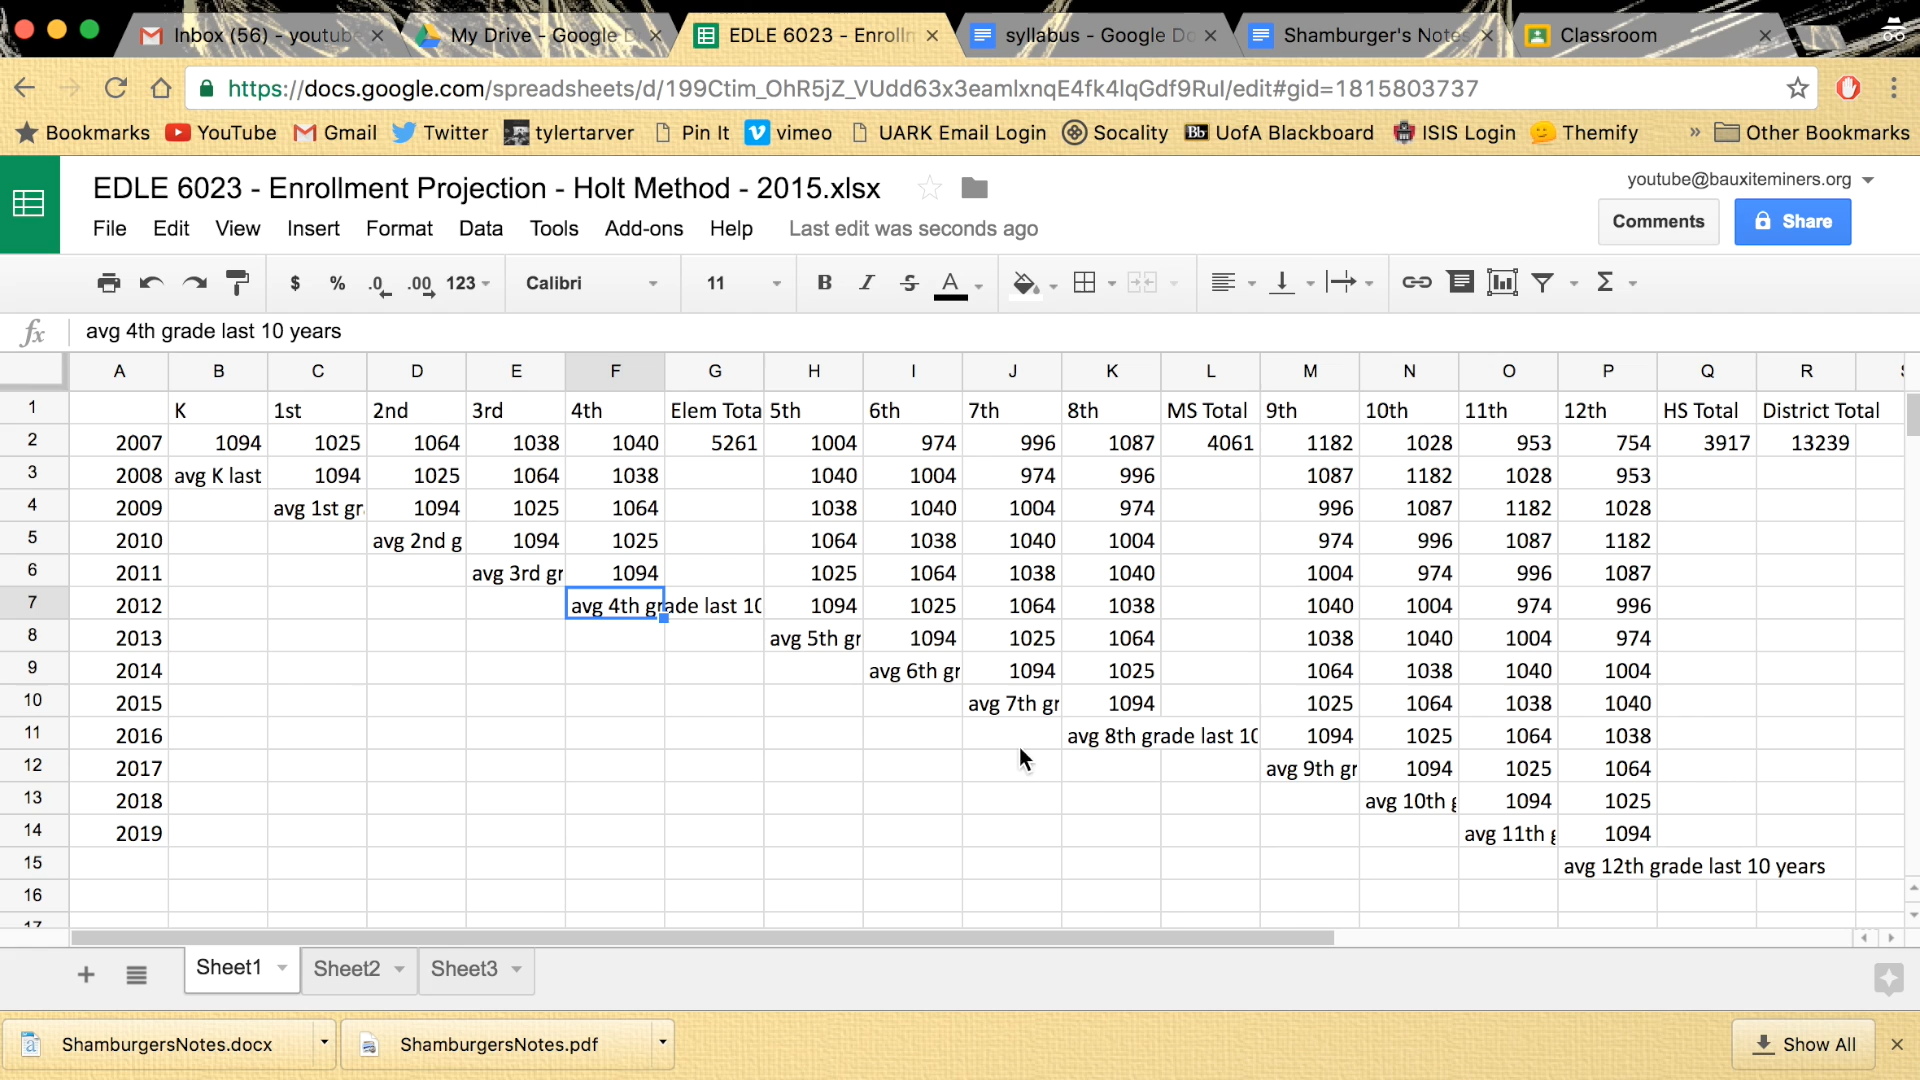 Inbox (56) - youtub
My Drive - Google D
EDLE 6023 - Enrolln
syllabus - Google Do
Shamburger's Note
Classroom
https://docs.google.com/spreadsheets/d/199Ctim_OhR5jZ_VUdd63x3eamlxnqE4fk4lqGdf9RuI/edit#gid=1815803737
Bookmarks YouTube Gmail Twitter tylertarver Pin It vimeo UARK Email Login Socality Bb UofA Blackboard ISIS Login Themify » Other Bookmarks
EDLE 6023 - Enrollment Projection - Holt Method - 2015.xlsx
youtube@bauxiteminers.org
File Edit View Insert Format Data Tools Add-ons Help Last edit was seconds ago
Comments Share
$ % .0 .00 123 Calibri 11 B I S A
fx avg 4th grade last 10 years
A B C D E F G H I J K L M N O P Q R
1 K 1st 2nd 3rd 4th Elem Tota 5th 6th 7th 8th MS Total 9th 10th 11th 12th HS Total District Total
2 2007 1094 1025 1064 1038 1040 5261 1004 974 996 1087 4061 1182 1028 953 754 3917 13239
3 2008 avg K last 1094 1025 1064 1038 1040 1004 974 996 1087 1182 1028 953
4 2009 avg 1st gr 1094 1025 1064 1038 1040 1004 974 996 1087 1182 1028
5 2010 avg 2nd g 1094 1025 1064 1038 1040 1004 974 996 1087 1182
6 2011 avg 3rd gr 1094 1025 1064 1038 1040 1004 974 996 1087
7 2012 avg 4th grade last 10 1094 1025 1064 1038 1040 1004 974 996
8 2013 avg 5th gr 1094 1025 1064 1038 1040 1004 974
9 2014 avg 6th gr 1094 1025 1064 1038 1040 1004
10 2015 avg 7th gr 1094 1025 1064 1038 1040
11 2016 avg 8th grade last 10 1094 1025 1064 1038
12 2017 avg 9th gr 1094 1025 1064
13 2018 avg 10th g 1094 1025
14 2019 avg 11th g 1094
15 avg 12th grade last 10 years
16
17
Sheet1 Sheet2 Sheet3
ShamburgersNotes.docx ShamburgersNotes.pdf Show All